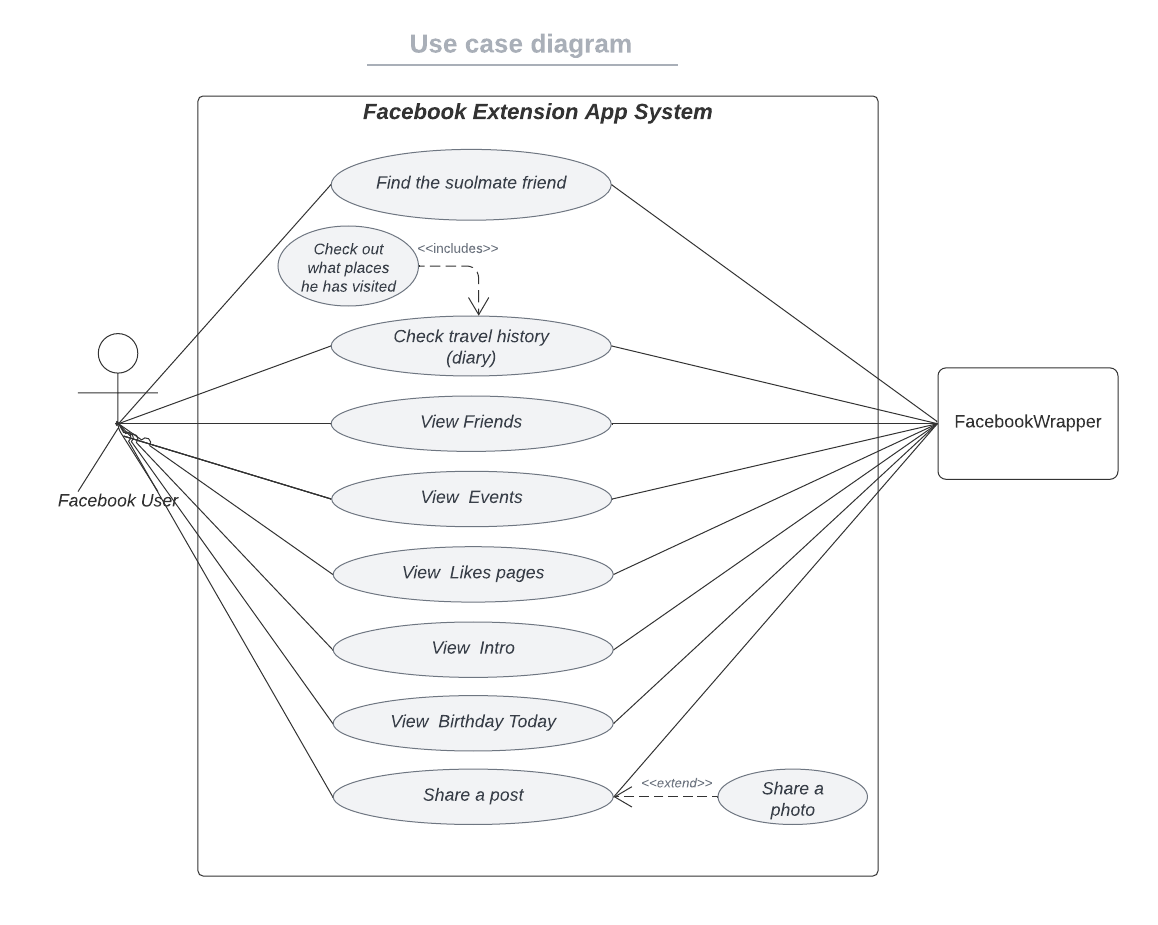 Use case diagram
Facebook Extension App System
Find the suolmate friend
Check out
what places
he has visited
<<includes>>
Check travel history
(diary)
View Friends
FacebookWrapper
Facebook User
View  Events
View  Likes pages
View  Intro
View  Birthday Today
Share a post
<<extend>>
Share a
photo